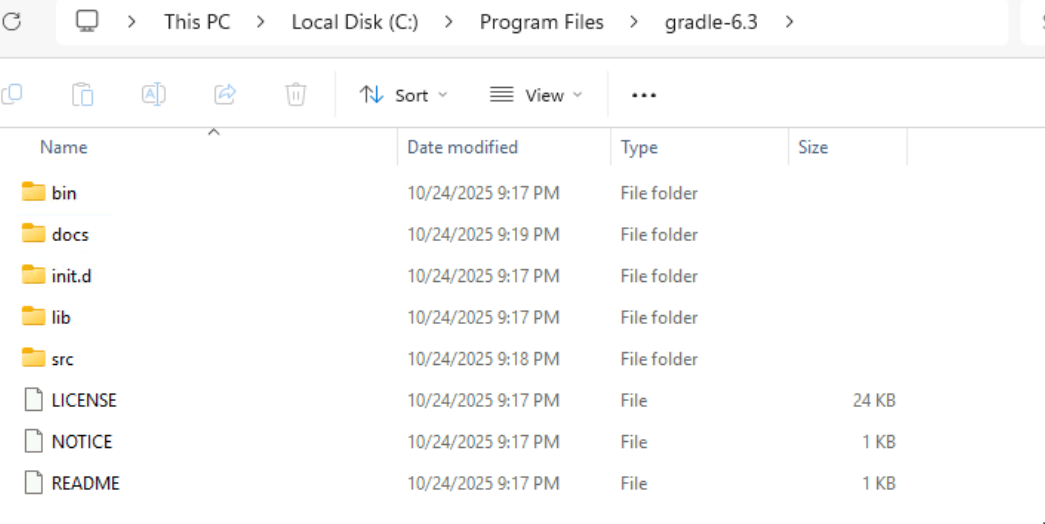 This PC > Local Disk (C:) > Program Files > gradle-6.3 >
Sort View
Name Date modified Type Size
bin 10/24/2025 9:17 PM File folder
docs 10/24/2025 9:19 PM File folder
init.d 10/24/2025 9:17 PM File folder
lib 10/24/2025 9:17 PM File folder
src 10/24/2025 9:18 PM File folder
LICENSE 10/24/2025 9:17 PM File 24 KB
NOTICE 10/24/2025 9:17 PM File 1 KB
README 10/24/2025 9:17 PM File 1 KB